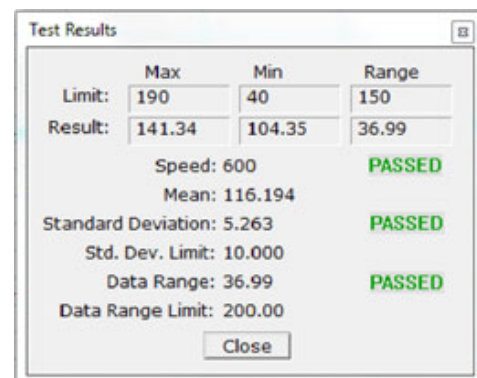 Test Results
Max Min Range
Limit: 190 40 150
Result: 141.34 104.35 36.99
Speed: 600 PASSED
Mean: 116.194
Standard Deviation: 5.263 PASSED
Std. Dev. Limit: 10.000
Data Range: 36.99 PASSED
Data Range Limit: 200.00
Close